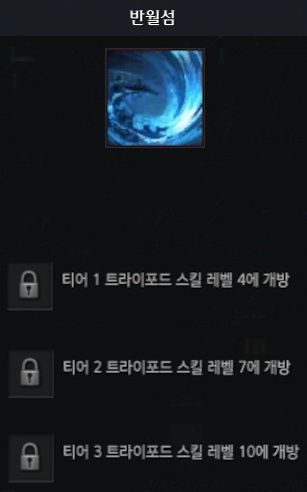 반월섬
티어 1 트라이포드 스킬 레벨 4에 개방
티어 2 트라이포드 스킬 레벨 7에 개방
티어 3 트라이포드 스킬 레벨 10에 개방